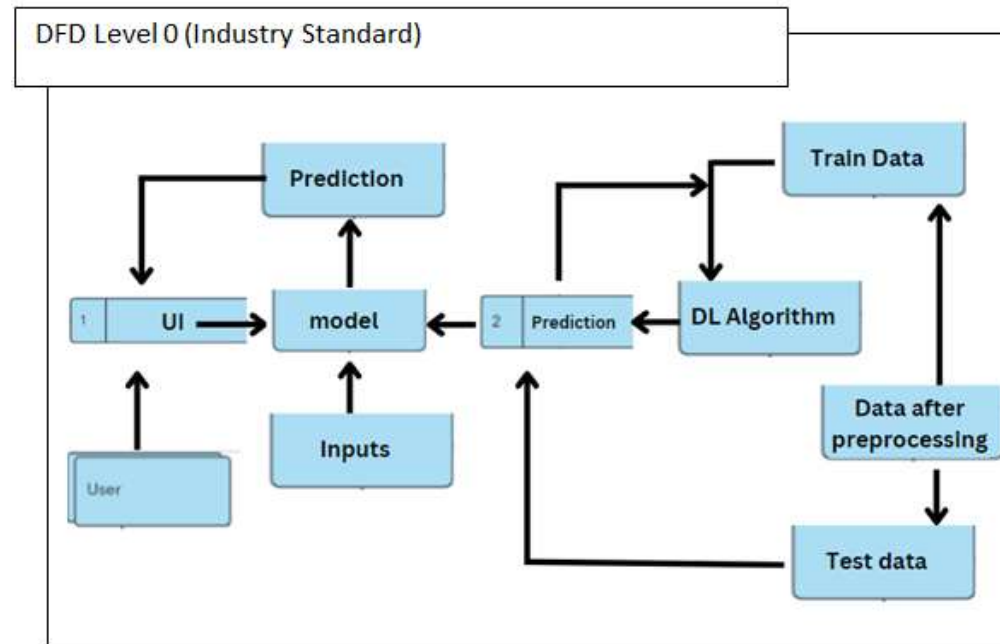 DFD Level 0 (Industry Standard)
Train Data
Prediction
1
UI
model
2
Prediction
DL Algorithm
Data after
preprocessing
Inputs
User
Test data